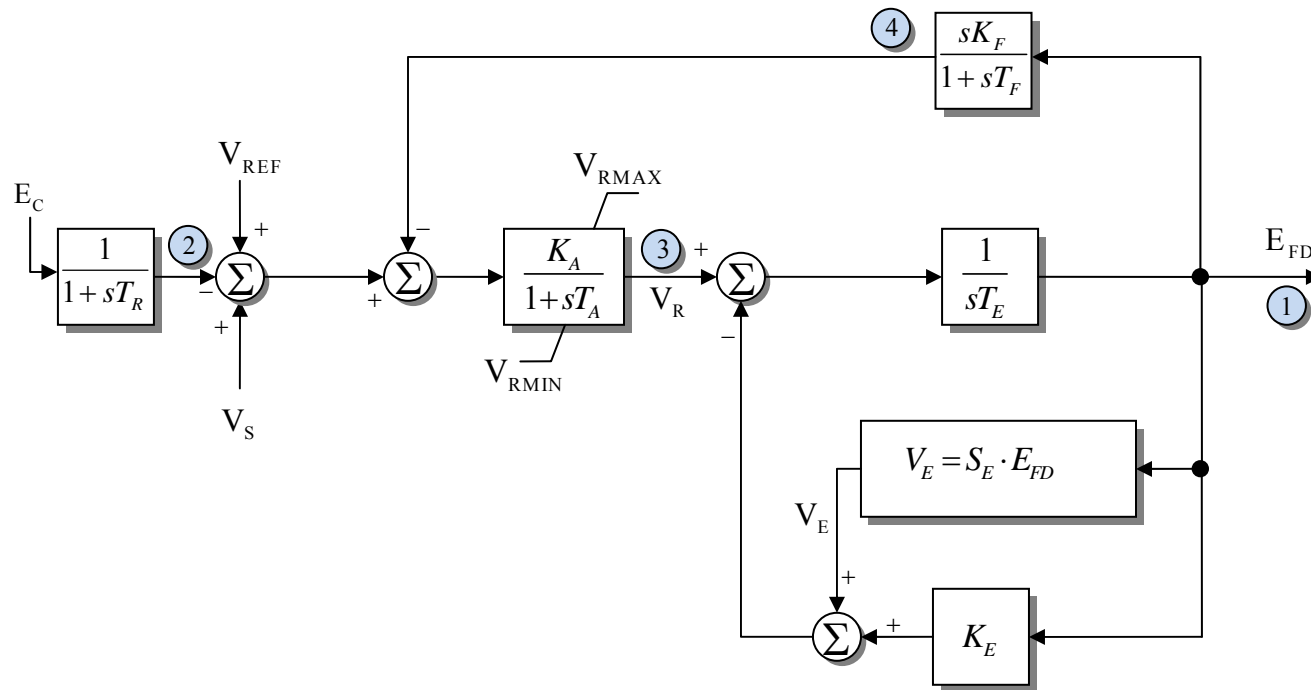 4
sK_F
1 + sT_F
V_REF
E_C
+
−
V_RMAX
1
1 + sT_R
2
−
Σ
+
+
Σ
K_A
1 + sT_A
3
+
V_R
Σ
−
1
sT_E
E_FD
1
V_RMIN
V_S
V_E = S_E · E_FD
V_E
+
Σ
+
K_E